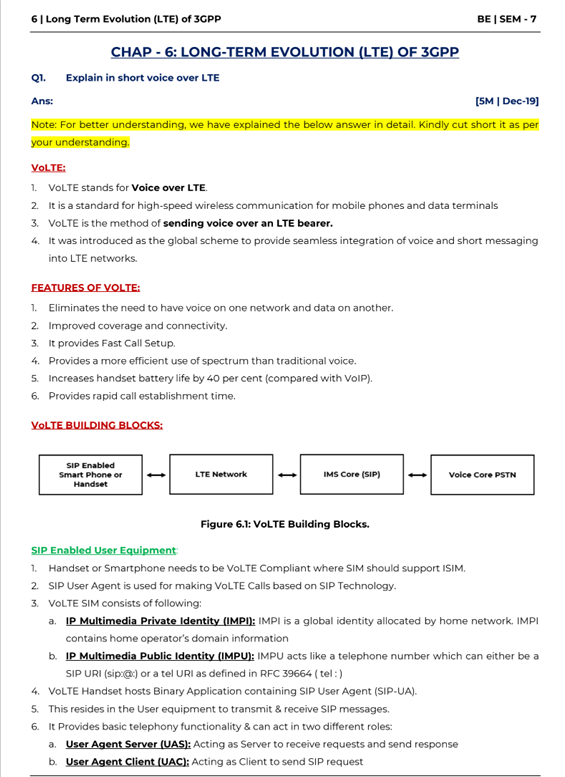 6 | Long Term Evolution (LTE) of 3GPP BE | SEM - 7
CHAP - 6: LONG-TERM EVOLUTION (LTE) OF 3GPP
Q1. Explain in short voice over LTE
Ans: [5M | Dec-19]
Note: For better understanding, we have explained the below answer in detail. Kindly cut short it as per
your understanding.
VoLTE:
1. VoLTE stands for Voice over LTE.
2. It is a standard for high-speed wireless communication for mobile phones and data terminals
3. VoLTE is the method of sending voice over an LTE bearer.
4. It was introduced as the global scheme to provide seamless integration of voice and short messaging
into LTE networks.
FEATURES OF VOLTE:
1. Eliminates the need to have voice on one network and data on another.
2. Improved coverage and connectivity.
3. It provides Fast Call Setup.
4. Provides a more efficient use of spectrum than traditional voice.
5. Increases handset battery life by 40 per cent (compared with VoIP).
6. Provides rapid call establishment time.
VoLTE BUILDING BLOCKS:
SIP Enabled
Smart Phone or
Handset
LTE Network
IMS Core (SIP)
Voice Core PSTN
Figure 6.1: VoLTE Building Blocks.
SIP Enabled User Equipment:
1. Handset or Smartphone needs to be VoLTE Compliant where SIM should support ISIM.
2. SIP User Agent is used for making VoLTE Calls based on SIP Technology.
3. VoLTE SIM consists of following:
a. IP Multimedia Private Identity (IMPI): IMPI is a global identity allocated by home network. IMPI
contains home operator's domain information
b. IP Multimedia Public Identity (IMPU): IMPU acts like a telephone number which can either be a
SIP URI (sip:@:) or a tel URI as defined in RFC 39664 ( tel : )
4. VoLTE Handset hosts Binary Application containing SIP User Agent (SIP-UA).
5. This resides in the User equipment to transmit & receive SIP messages.
6. It Provides basic telephony functionality & can act in two different roles:
a. User Agent Server (UAS): Acting as Server to receive requests and send response
b. User Agent Client (UAC): Acting as Client to send SIP request